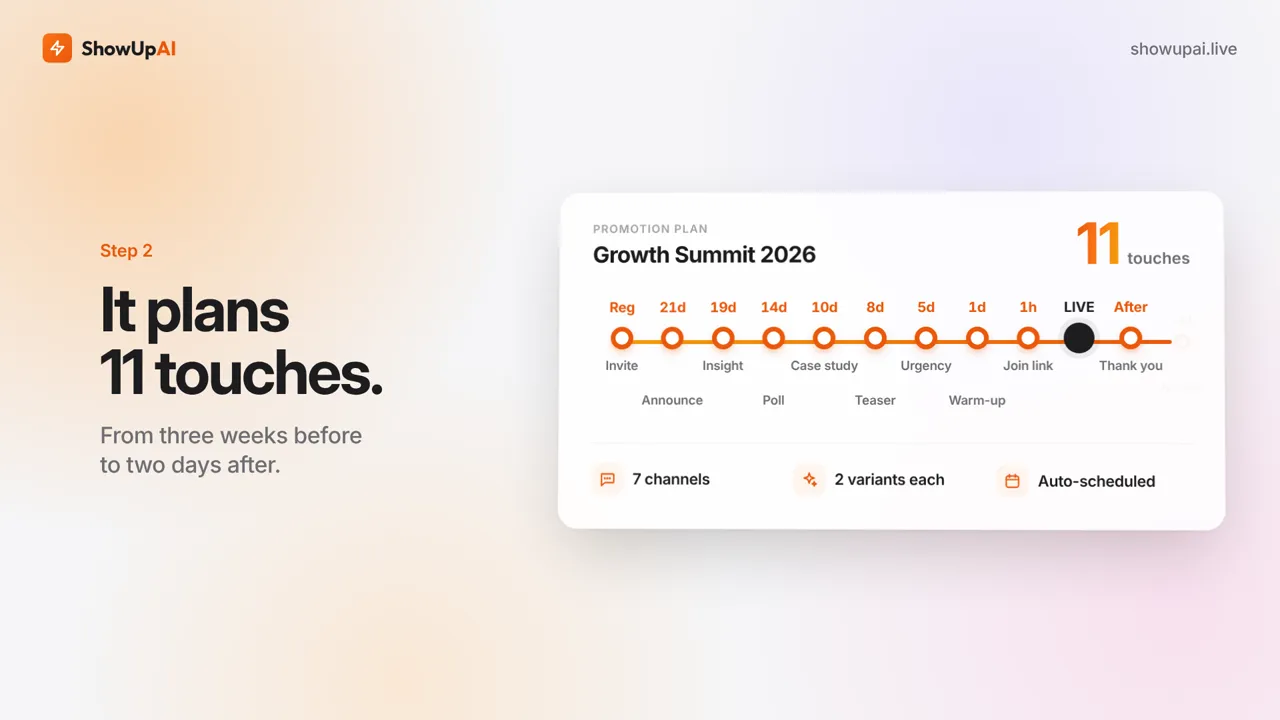 ShowUpAI
showupai.live
Step 2
It plans
11 touches.
From three weeks before
to two days after.
PROMOTION PLAN
Growth Summit 2026
11 touches
Reg 21d 19d 14d 10d 8d 5d 1d 1h LIVE After
Invite Insight Case study Urgency Join link Thank you
Announce Poll Teaser Warm-up
7 channels
2 variants each
Auto-scheduled